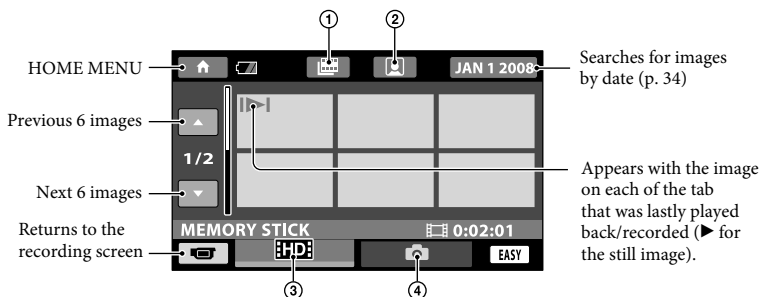 ① ②
HOME MENU
JAN 1 2008
Searches for images
by date (p. 34)
Previous 6 images
1/2
Next 6 images
Appears with the image
on each of the tab
that was lastly played
back/recorded (▶ for
the still image).
Returns to the
recording screen
MEMORY STICK
0:02:01
HD
EASY
③ ④